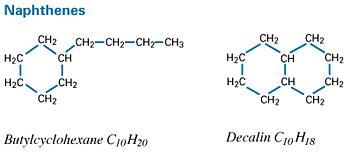 Naphthenes
CH₂ CH₂–CH₂–CH₂–CH₃
H₂C CH
H₂C CH₂
CH₂
Butylcyclohexane C₁₀H₂₀
CH₂ CH₂
H₂C CH CH₂
H₂C CH CH₂
CH₂ CH₂
Decalin C₁₀H₁₈